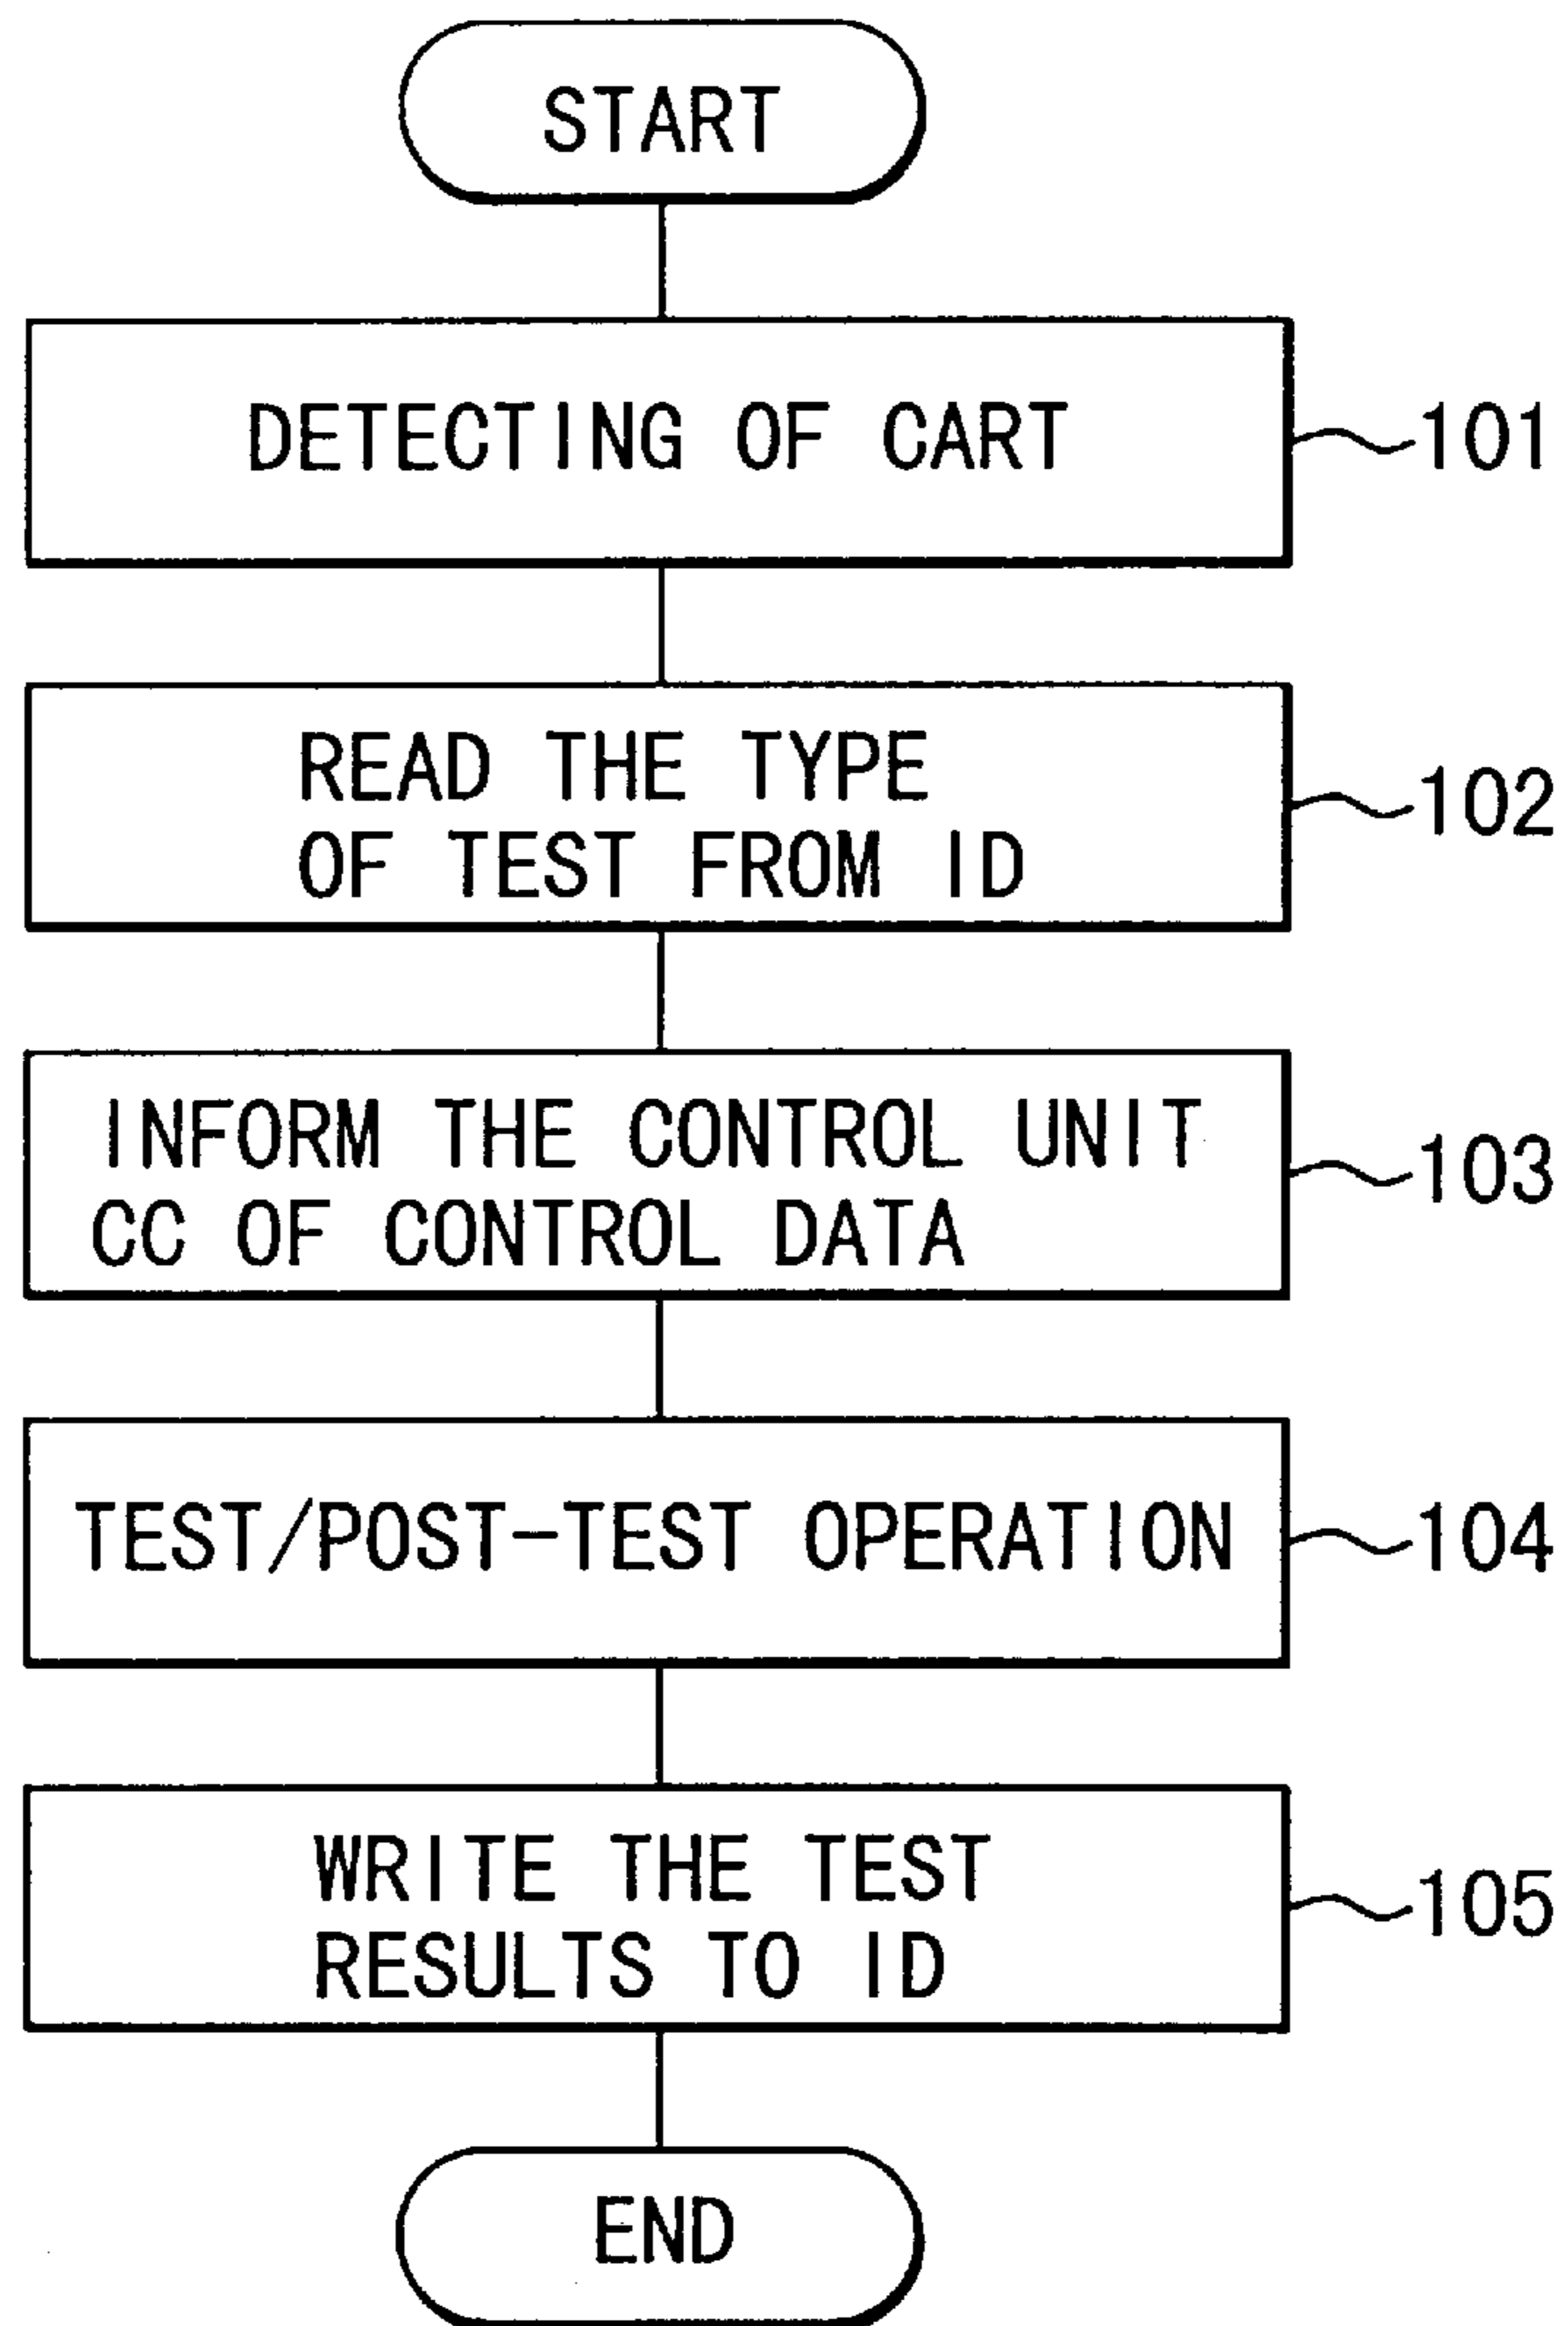 START
DETECTING OF CART
101
READ THE TYPE
OF TEST FROM ID
102
INFORM THE CONTROL UNIT
CC OF CONTROL DATA
103
TEST/POST-TEST OPERATION
104
WRITE THE TEST
RESULTS TO ID
105
END